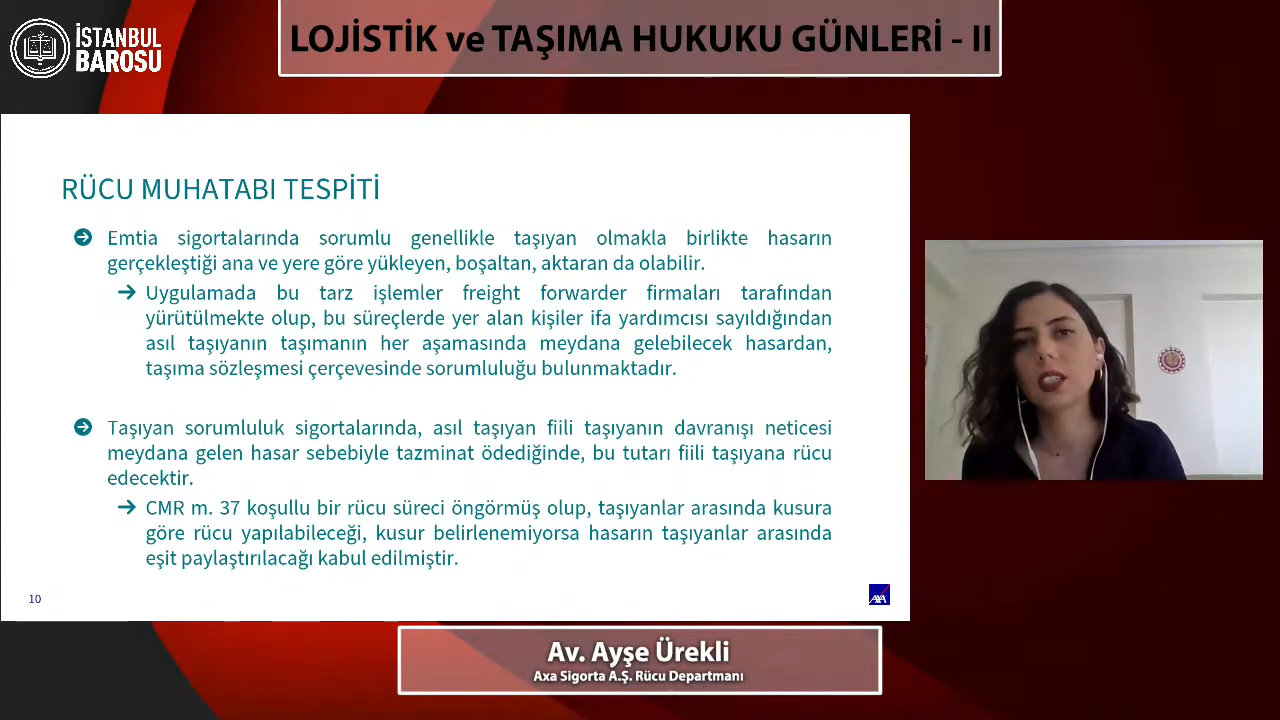 İSTANBUL
BAROSU
LOJİSTİK ve TAŞIMA HUKUKU GÜNLERİ - II
RÜCU MUHATABI TESPİTİ
Emtia sigortalarında sorumlu genellikle taşıyan olmakla birlikte hasarın
gerçekleştiği ana ve yere göre yükleyen, boşaltan, aktaran da olabilir.
Uygulamada bu tarz işlemler freight forwarder firmaları tarafından
yürütülmekte olup, bu süreçlerde yer alan kişiler ifa yardımcısı sayıldığından
asıl taşıyanın taşımanın her aşamasında meydana gelebilecek hasardan,
taşıma sözleşmesi çerçevesinde sorumluluğu bulunmaktadır.
Taşıyan sorumluluk sigortalarında, asıl taşıyan fiili taşıyanın davranışı neticesi
meydana gelen hasar sebebiyle tazminat ödediğinde, bu tutarı fiili taşıyana rücu
edecektir.
CMR m. 37 koşullu bir rücu süreci öngörmüş olup, taşıyanlar arasında kusura
göre rücu yapılabileceği, kusur belirlenemiyorsa hasarın taşıyanlar arasında
eşit paylaştırılacağı kabul edilmiştir.
10
AXA
Av. Ayşe Ürekli
Axa Sigorta A.Ş. Rücu Departmanı